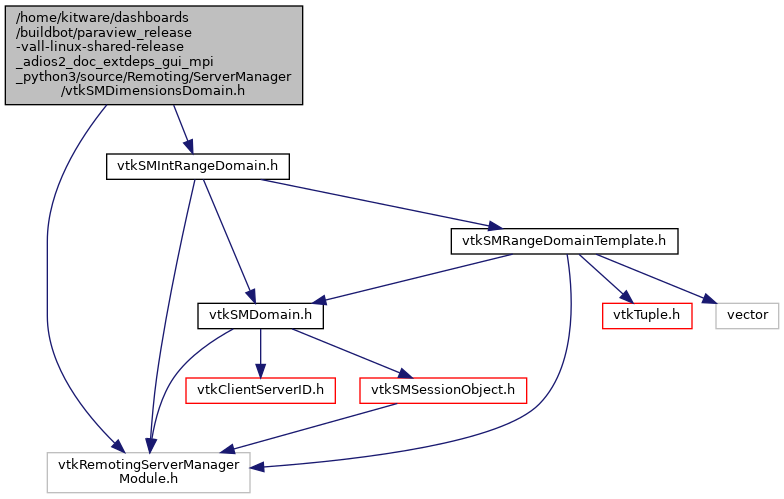 /home/kitware/dashboards
/buildbot/paraview_release
-vall-linux-shared-release
_adios2_doc_extdeps_gui_mpi
_python3/source/Remoting/ServerManager
/vtkSMDimensionsDomain.h
vtkSMIntRangeDomain.h
vtkSMRangeDomainTemplate.h
vtkSMDomain.h
vtkTuple.h
vector
vtkClientServerID.h
vtkSMSessionObject.h
vtkRemotingServerManager
Module.h